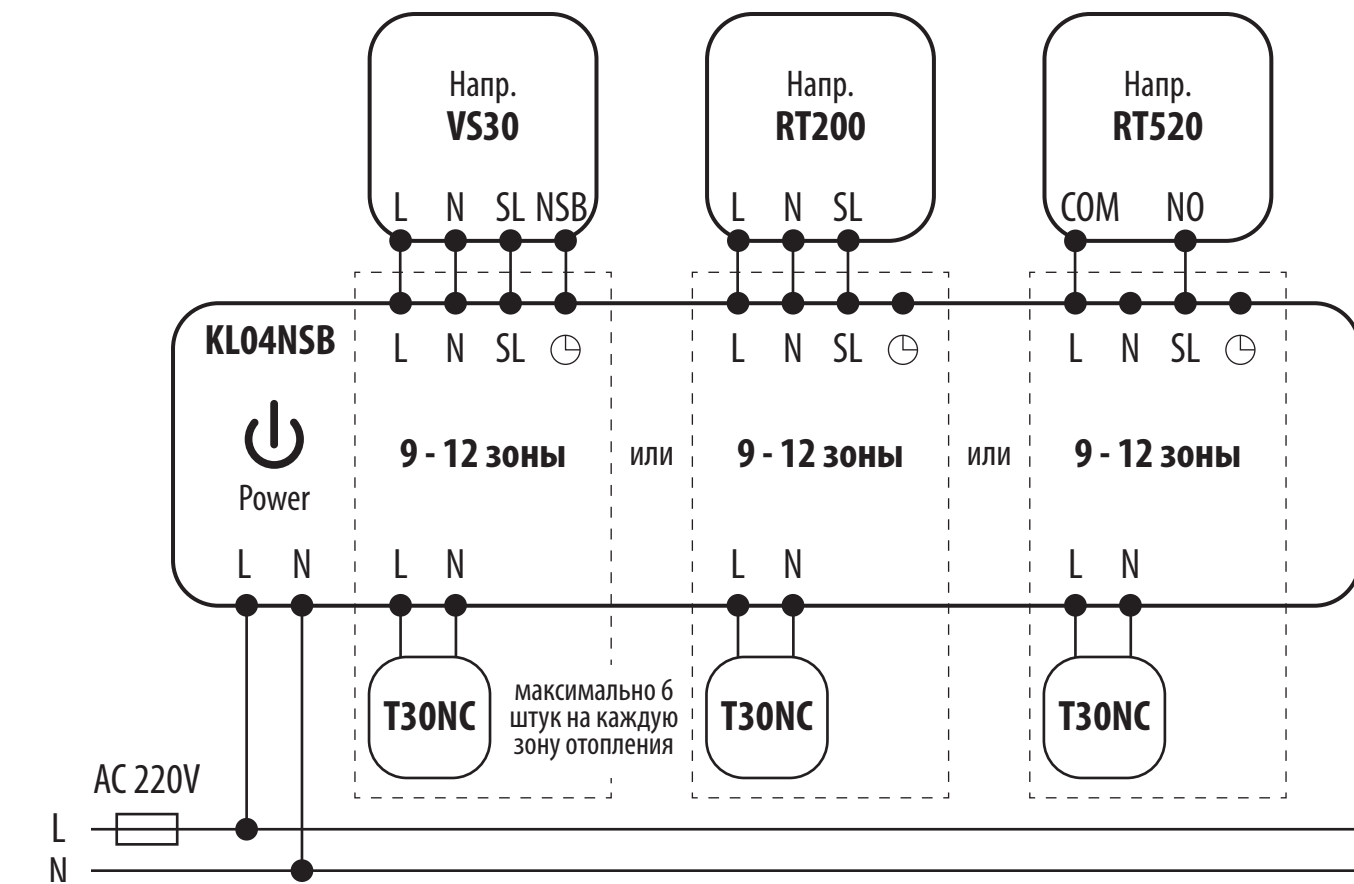 Напр.
VS30
Напр.
RT200
Напр.
RT520
L N SL NSB
L N SL
COM NO
KL04NSB
L N SL
L N SL
L N SL
Power
9 - 12 зоны
или
9 - 12 зоны
или
9 - 12 зоны
L N
L N
L N
L N
T30NC
максимально 6
штук на каждую
зону отопления
T30NC
T30NC
AC 220V
L
N